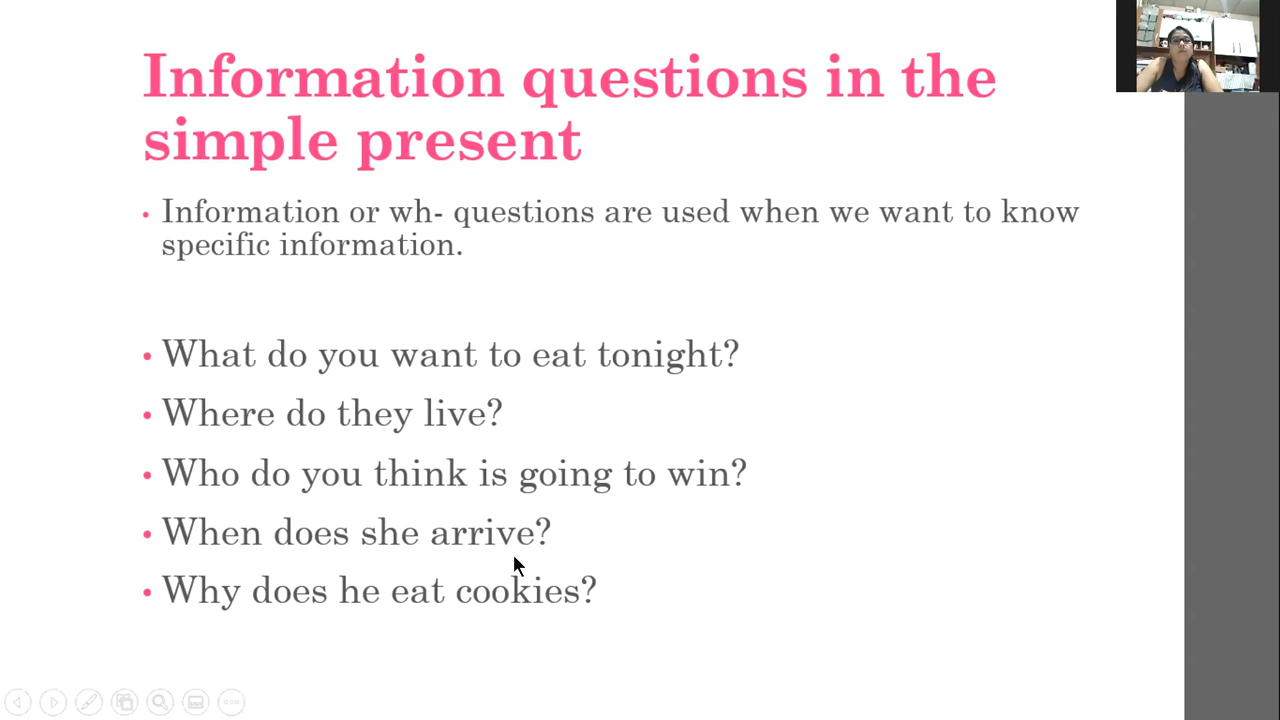 Information questions in the
simple present
• Information or wh- questions are used when we want to know
specific information.
• What do you want to eat tonight?
• Where do they live?
• Who do you think is going to win?
• When does she arrive?
• Why does he eat cookies?